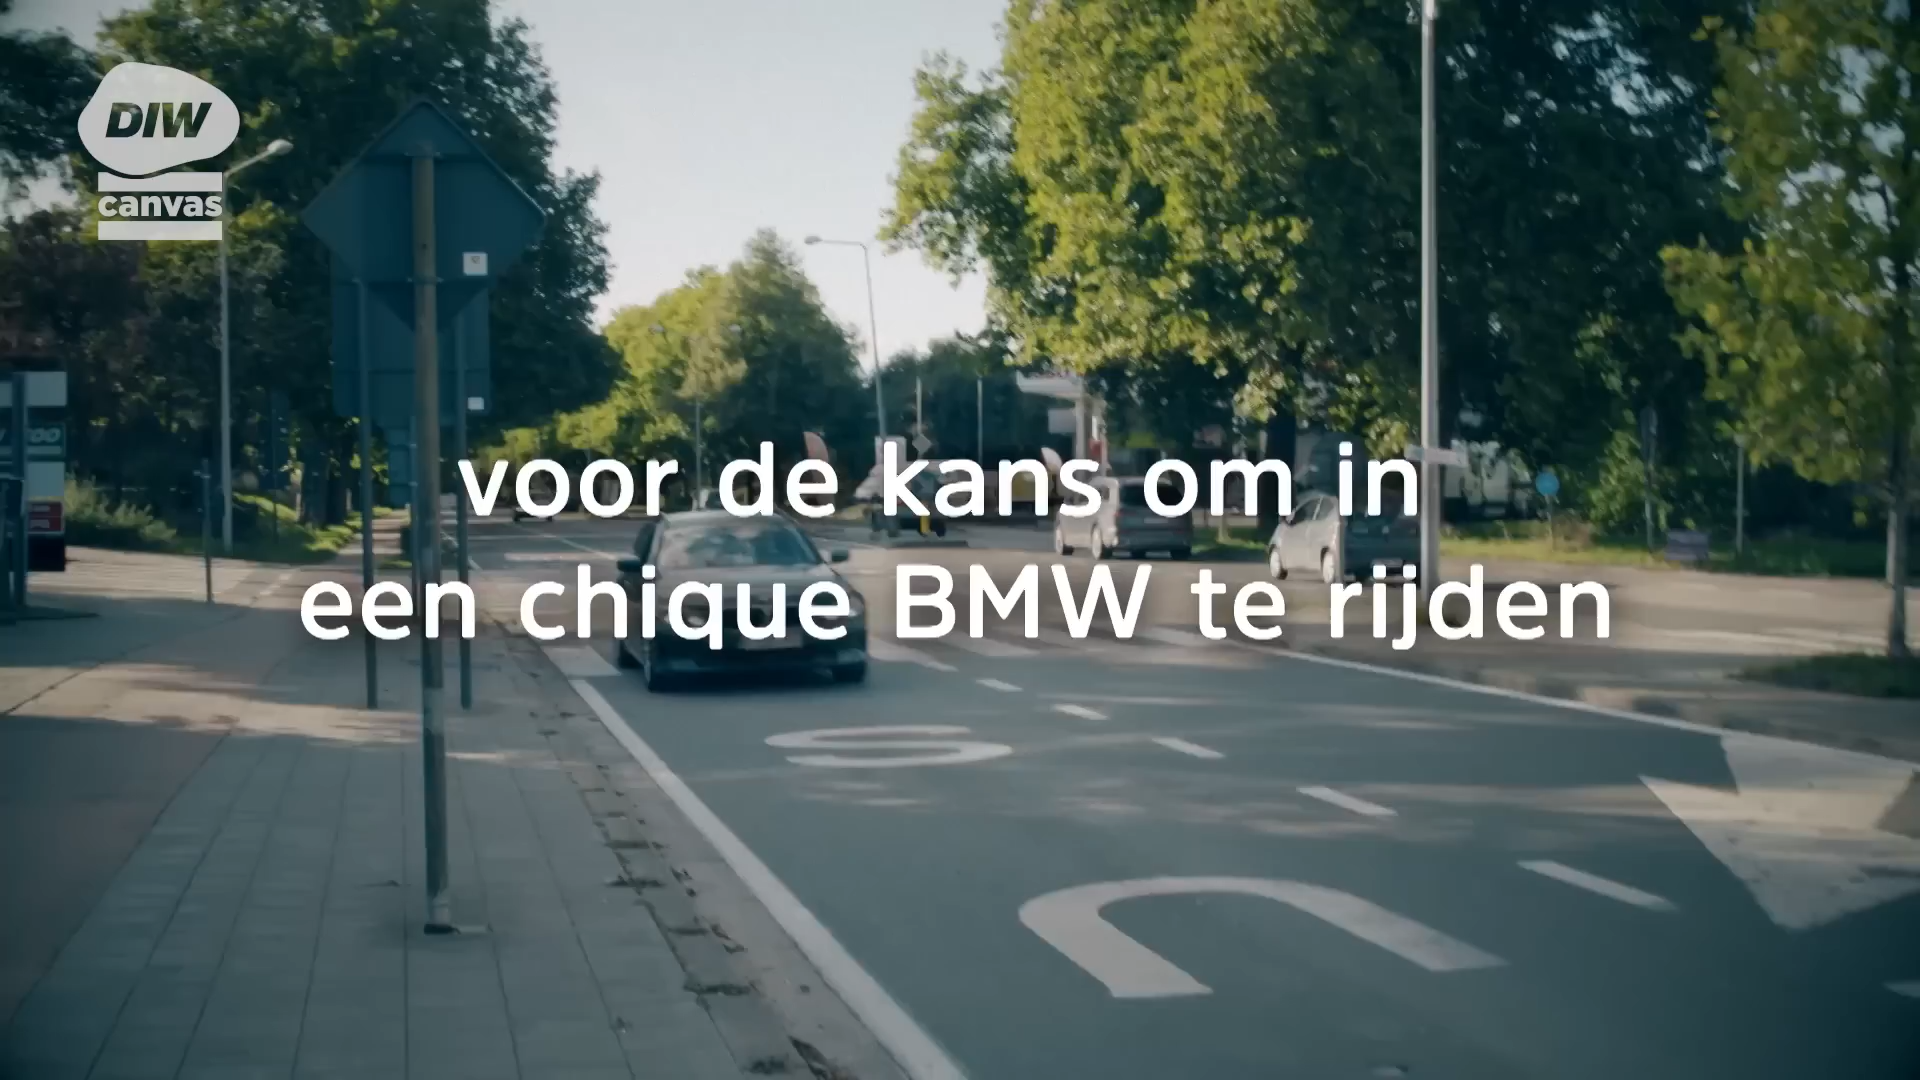 DIW
canvas
voor de kans om in
een chique BMW te rijden